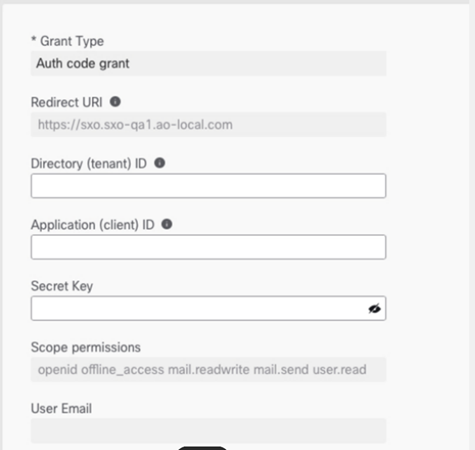 * Grant Type
Auth code grant
Redirect URI
https://sxo.sxo-qa1.ao-local.com
Directory (tenant) ID
Application (client) ID
Secret Key
Scope permissions
openid offline_access mail.readwrite mail.send user.read
User Email